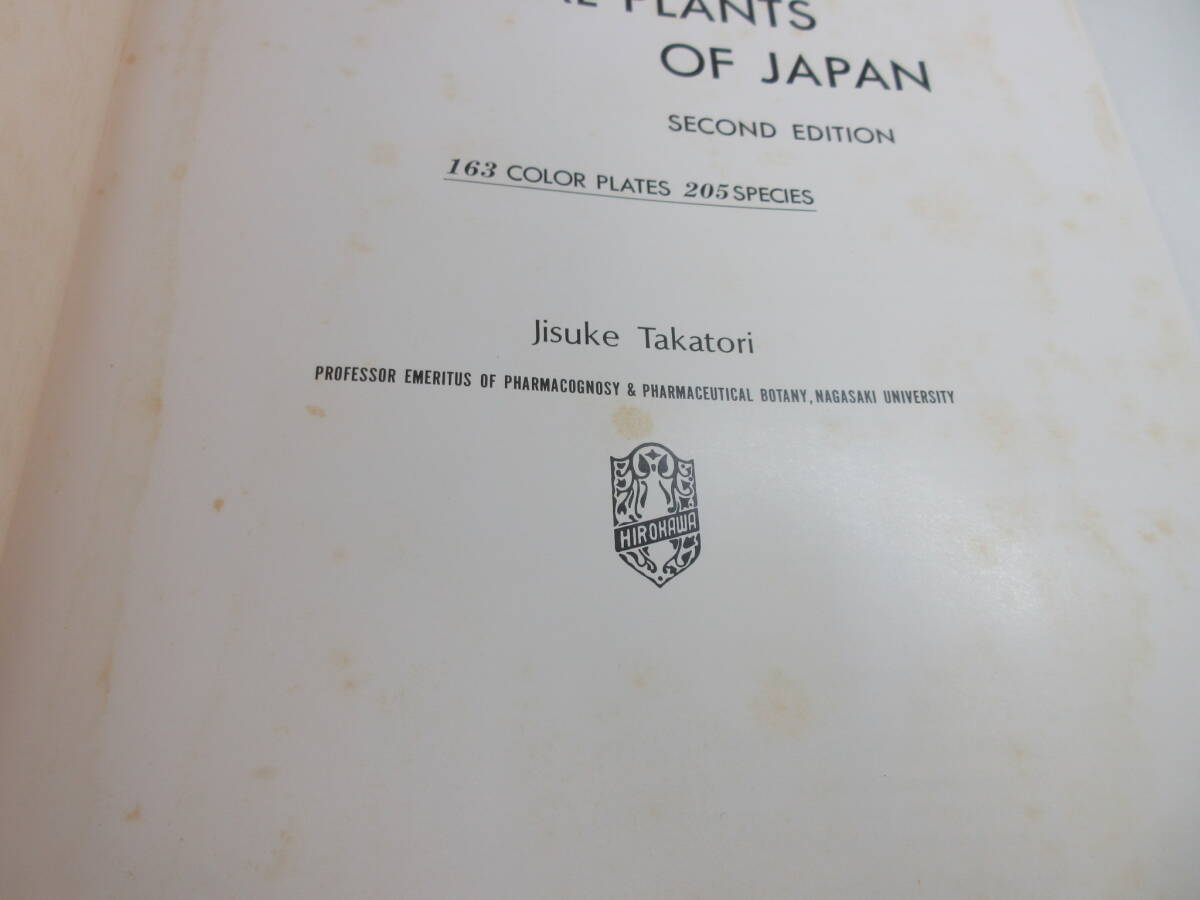 PLANTS
OF JAPAN
SECOND EDITION
163 COLOR PLATES 205 SPECIES
Jisuke Takatori
PROFESSOR EMERITUS OF PHARMACOGNOSY & PHARMACEUTICAL BOTANY, NAGASAKI UNIVERSITY
HIROKAWA